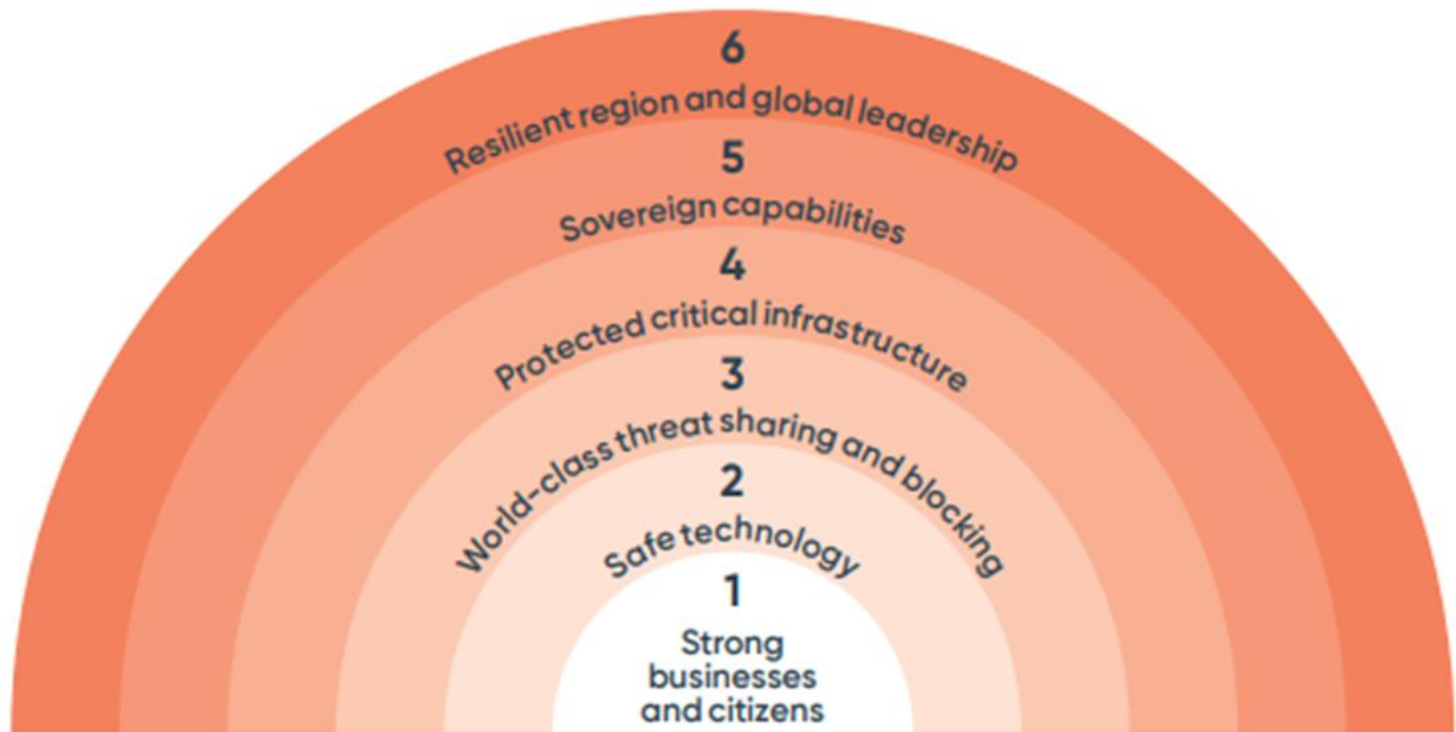 6
Resilient region and global leadership
5
Sovereign capabilities
4
Protected critical infrastructure
3
World-class threat sharing and blocking
2
Safe technology
1
Strong
businesses
and citizens